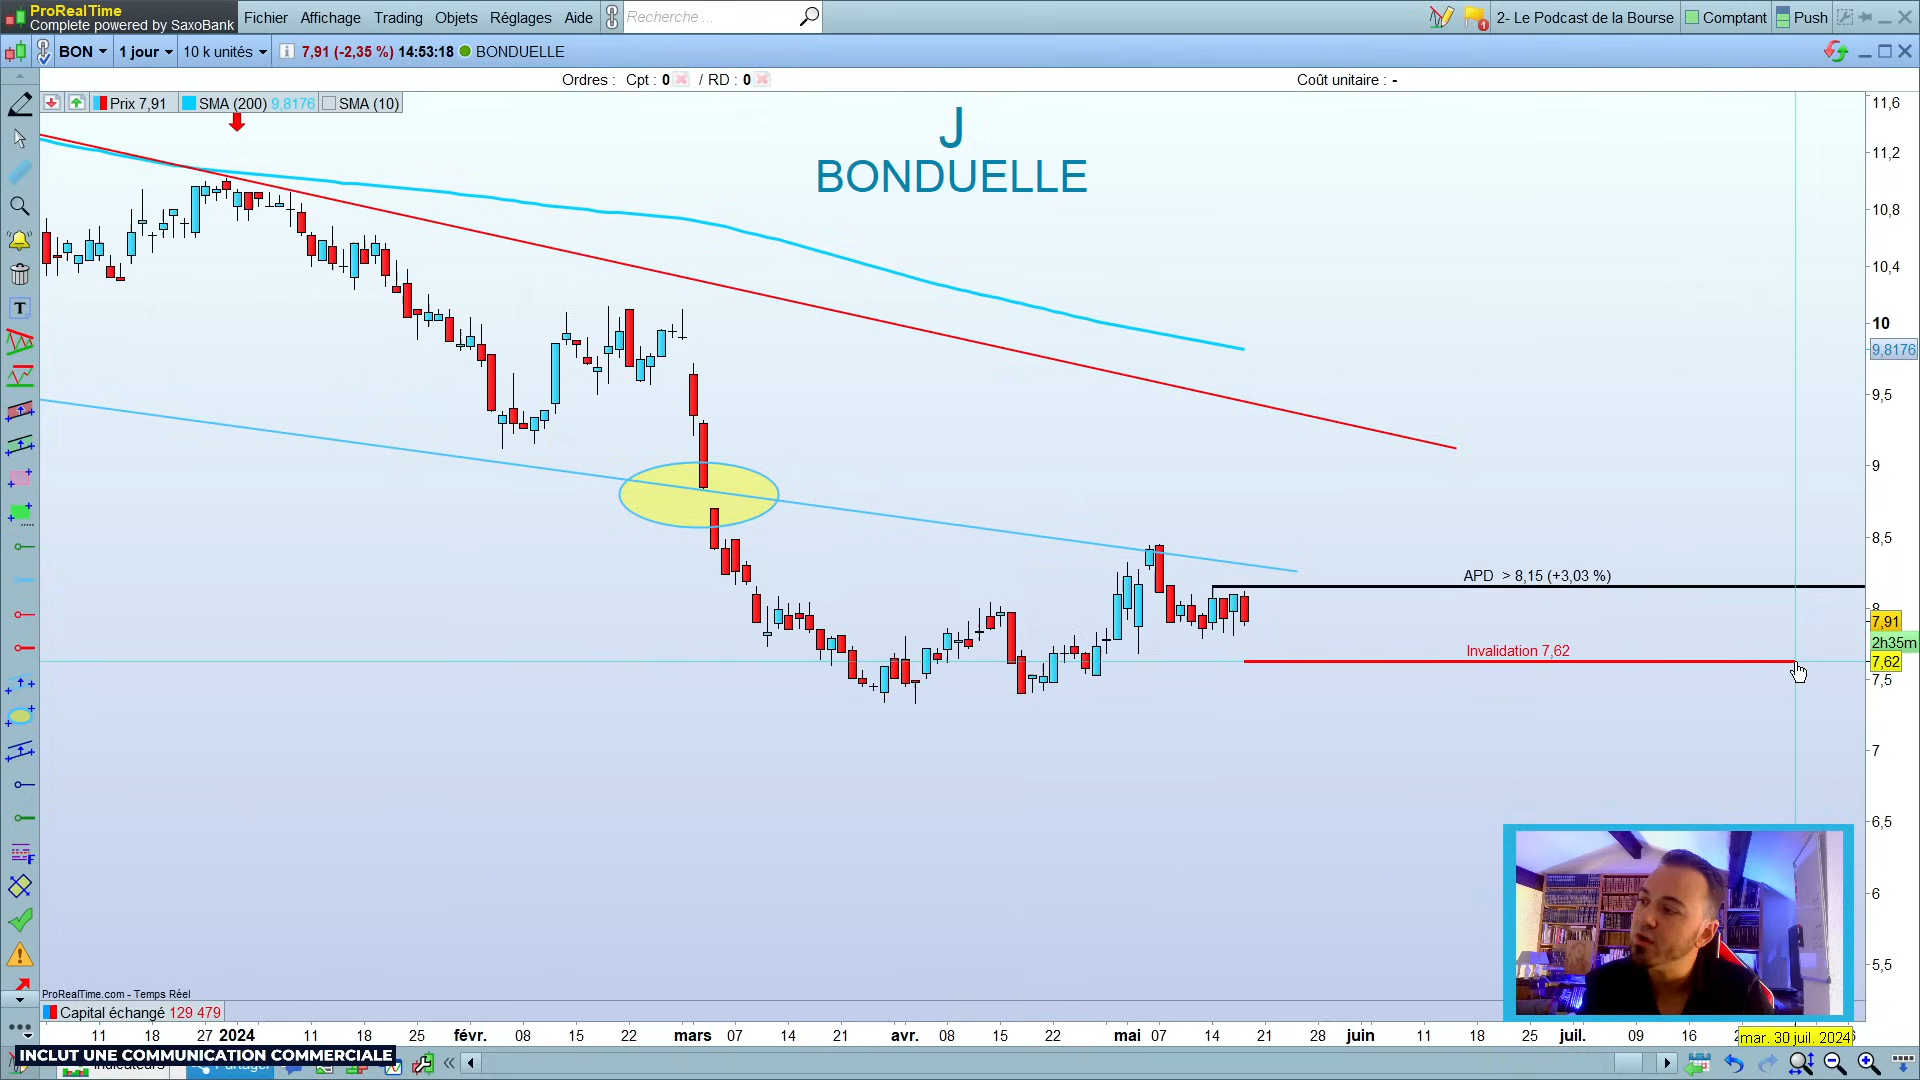 ProRealTime
Complete powered by SaxoBank
Fichier Affichage Trading Objets Réglages Aide
Recherche ...
2- Le Podcast de la Bourse
Comptant
Push
BON 1 jour 10 k unités 7,91 (-2,35 %) 14:53:18 BONDUELLE
Ordres : Cpt : 0 / RD : 0
Coût unitaire : -
Prix 7,91 SMA (200) 9,8176 SMA (10)
J
BONDUELLE
11,6
11,2
10,8
10,4
10
9,8176
9,5
9
8,5
APD > 8,15 (+3,03 %)
7,91
2h35m
Invalidation 7,62
7,62
7,5
7
6,5
6
5,5
ProRealTime.com - Temps Réel
Capital échangé 129 479
11 18 27 2024 11 18 25 févr. 08 15 22 mars 07 14 21 avr. 08 15 22 mai 07 14 21 28 juin 11 18 25 juil. 09 16 mar. 30 juil. 2024
INCLUT UNE COMMUNICATION COMMERCIALE